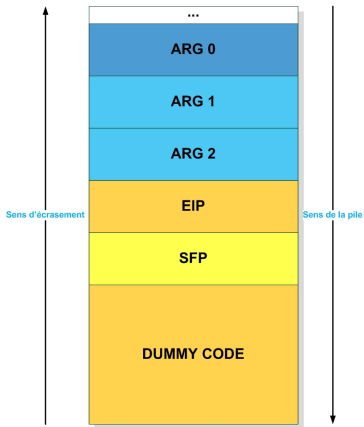 ...
ARG 0
ARG 1
ARG 2
EIP
Sens d'écrasement
Sens de la pile
SFP
DUMMY CODE